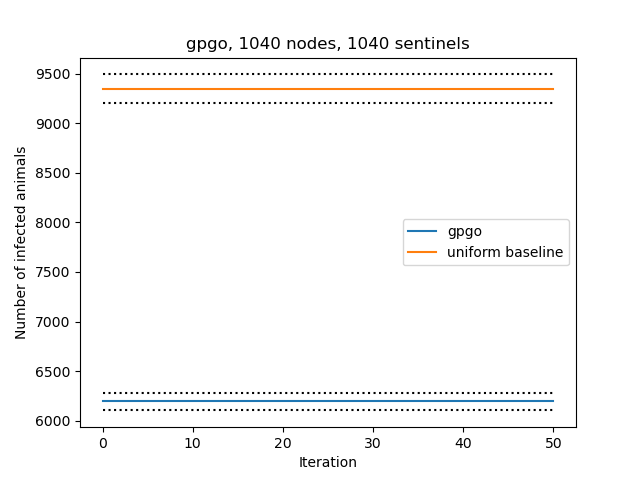 gpgo, 1040 nodes, 1040 sentinels
9500
9000
8500
8000
7500
7000
6500
6000
Number of infected animals
gpgo
uniform baseline
0 10 20 30 40 50
Iteration